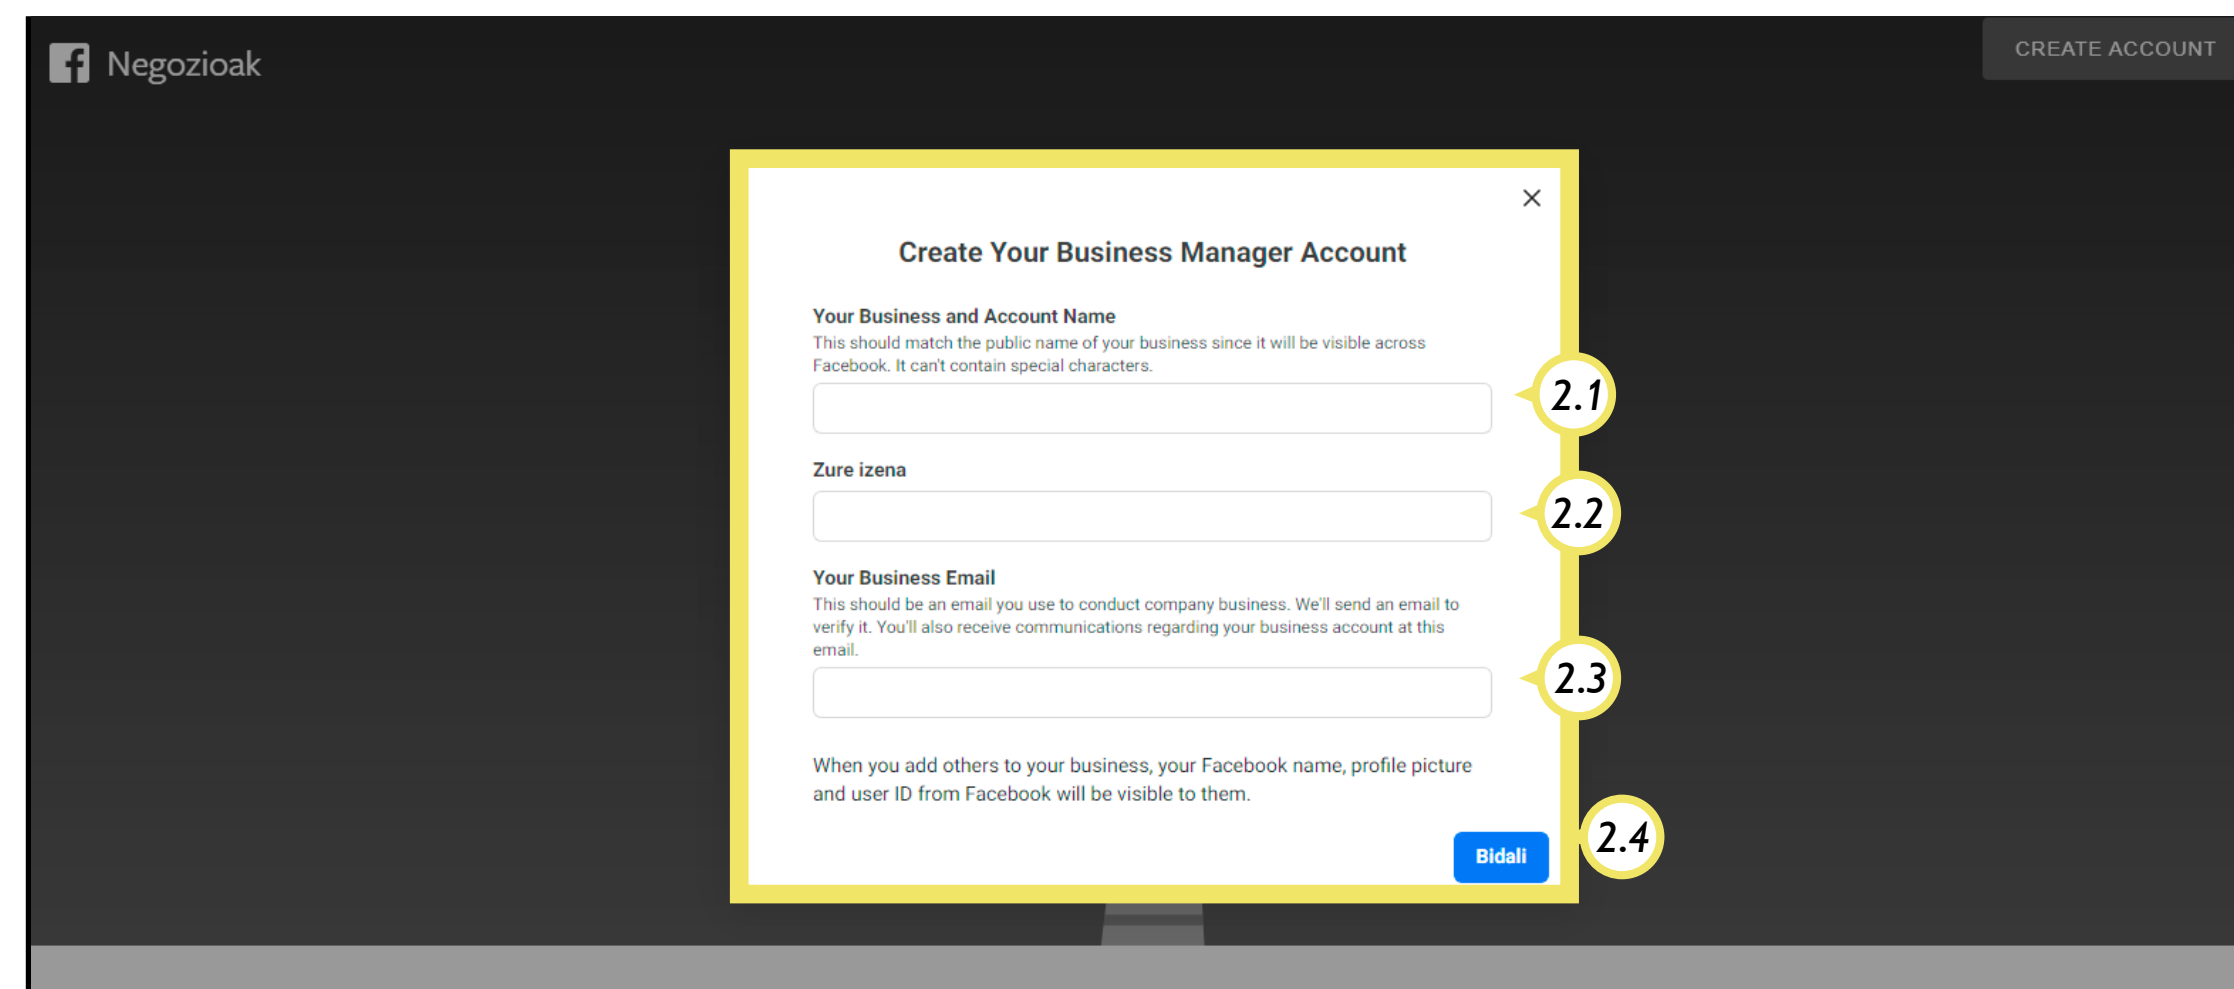 Negozioak
CREATE ACCOUNT
Create Your Business Manager Account
Your Business and Account Name
This should match the public name of your business since it will be visible across
Facebook. It can't contain special characters.
2.1
Zure izena
2.2
Your Business Email
This should be an email you use to conduct company business. We'll send an email to
verify it. You'll also receive communications regarding your business account at this
email.
2.3
When you add others to your business, your Facebook name, profile picture
and user ID from Facebook will be visible to them.
2.4
Bidali